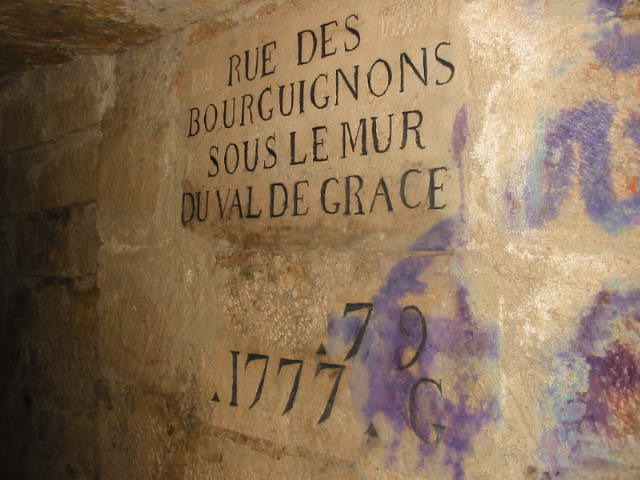 RUE DES
BOURGUIGNONS
SOUS LE MUR
DU VAL DE GRACE
79
1777 G